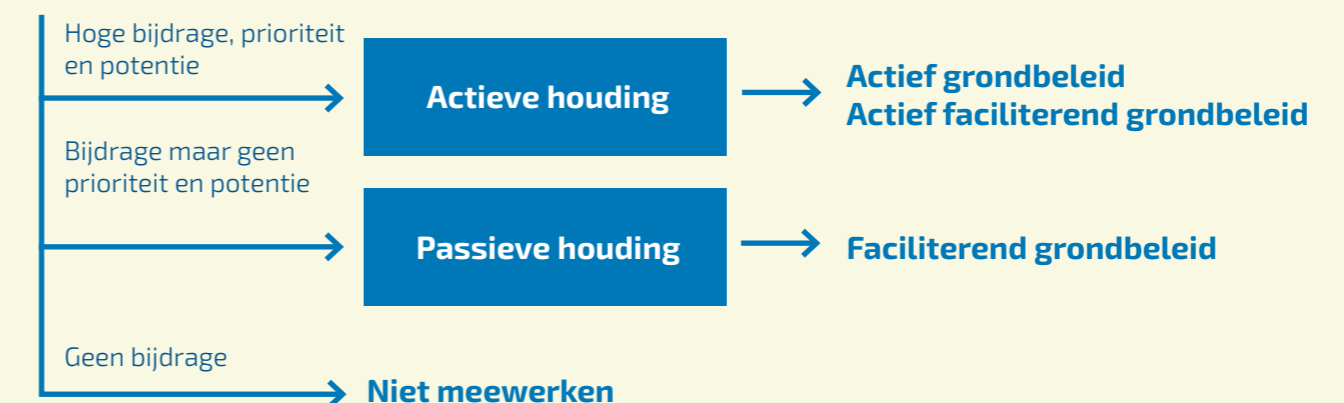 Hoge bijdrage, prioriteit
en potentie
Actieve houding
Actief grondbeleid
Actief faciliterend grondbeleid
Bijdrage maar geen
prioriteit en potentie
Passieve houding
Faciliterend grondbeleid
Geen bijdrage
Niet meewerken